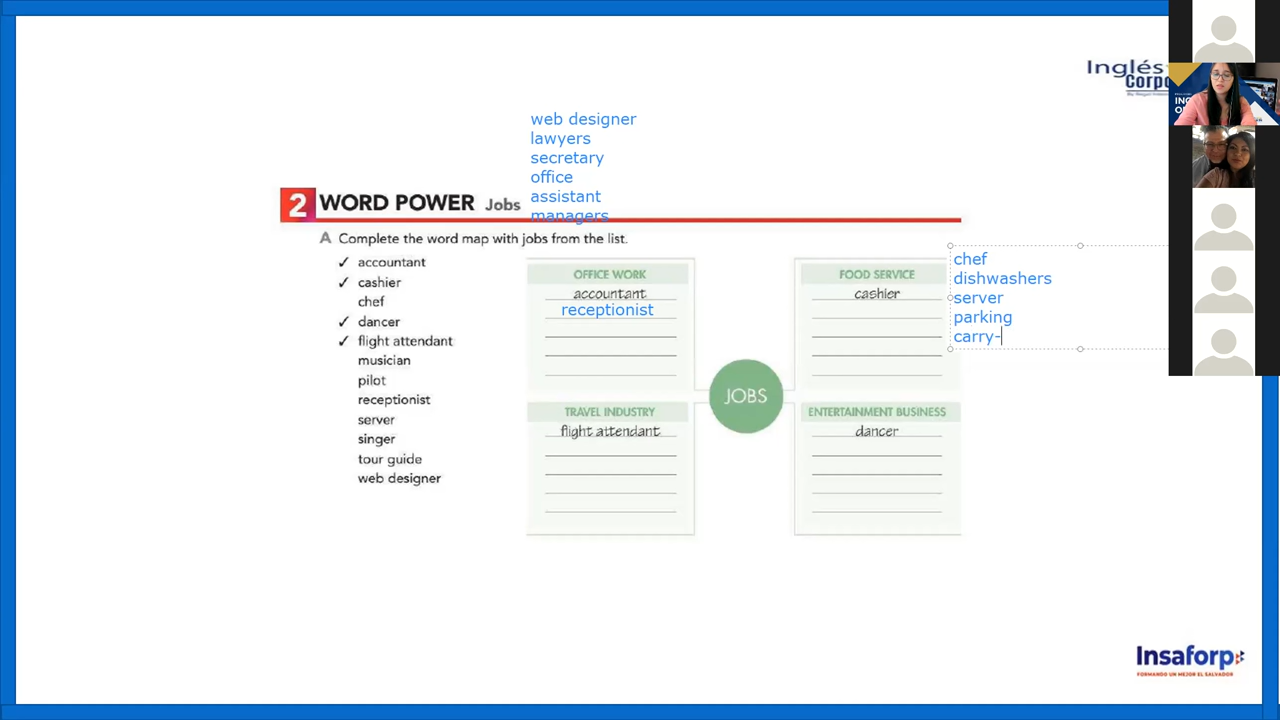 Inglés
Corpo
web designer
lawyers
secretary
office
assistant
managers
2 WORD POWER Jobs
A Complete the word map with jobs from the list.
✓ accountant
✓ cashier
chef
✓ dancer
✓ flight attendant
musician
pilot
receptionist
server
singer
tour guide
web designer
OFFICE WORK
accountant
receptionist
FOOD SERVICE
cashier
chef
dishwashers
server
parking
carry-
JOBS
TRAVEL INDUSTRY
flight attendant
ENTERTAINMENT BUSINESS
dancer
Insaforp
FORMANDO UN MEJOR EL SALVADOR